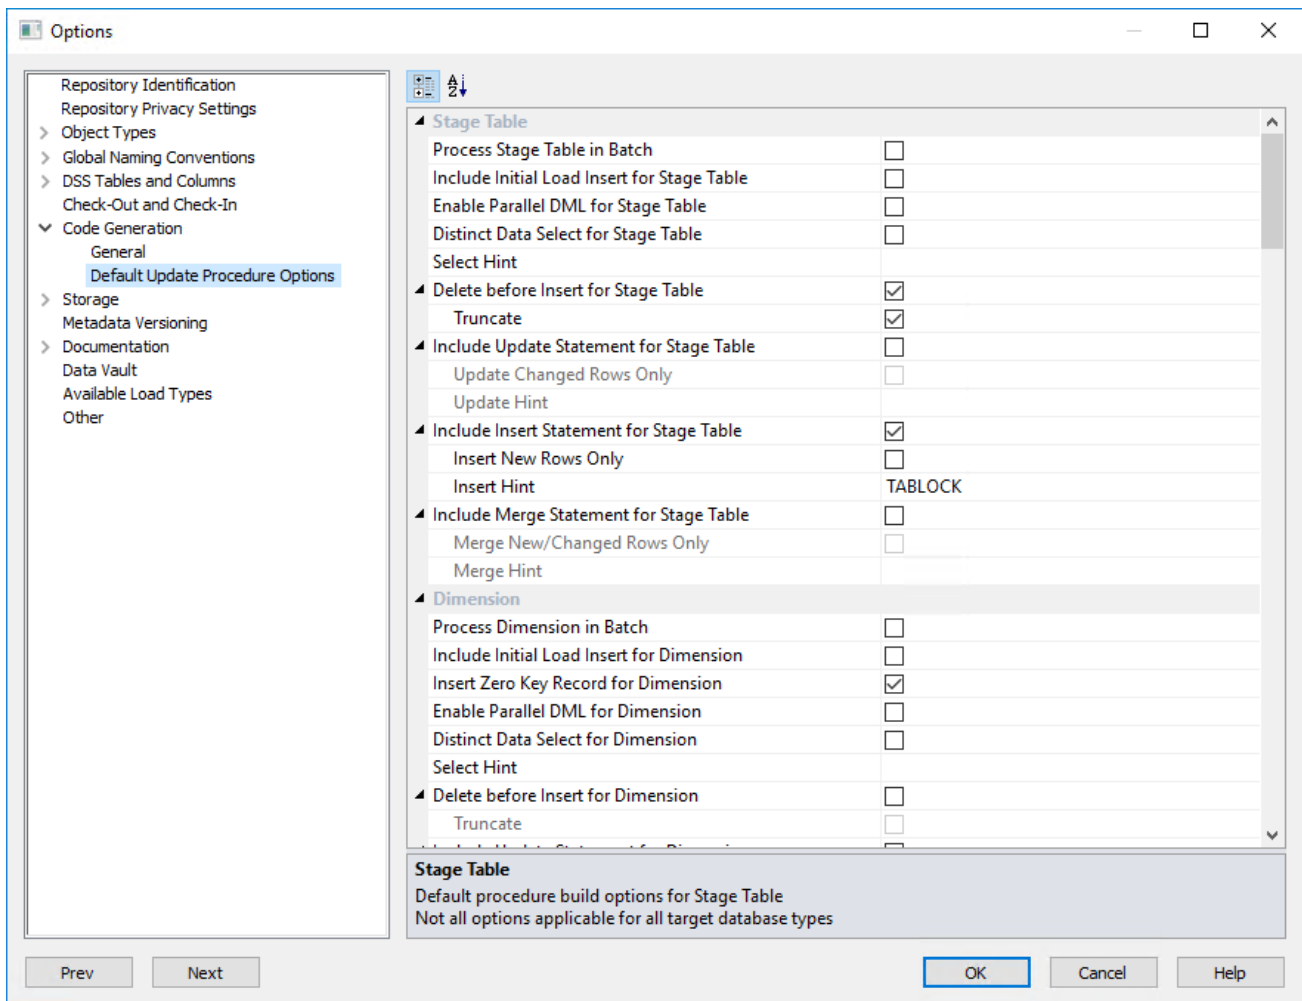 Options
Repository Identification
Repository Privacy Settings
Object Types
Global Naming Conventions
DSS Tables and Columns
Check-Out and Check-In
Code Generation
General
Default Update Procedure Options
Storage
Metadata Versioning
Documentation
Data Vault
Available Load Types
Other
Stage Table
Process Stage Table in Batch
Include Initial Load Insert for Stage Table
Enable Parallel DML for Stage Table
Distinct Data Select for Stage Table
Select Hint
Delete before Insert for Stage Table
Truncate
Include Update Statement for Stage Table
Update Changed Rows Only
Update Hint
Include Insert Statement for Stage Table
Insert New Rows Only
Insert Hint TABLOCK
Include Merge Statement for Stage Table
Merge New/Changed Rows Only
Merge Hint
Dimension
Process Dimension in Batch
Include Initial Load Insert for Dimension
Insert Zero Key Record for Dimension
Enable Parallel DML for Dimension
Distinct Data Select for Dimension
Select Hint
Delete before Insert for Dimension
Truncate
Stage Table
Default procedure build options for Stage Table
Not all options applicable for all target database types
Prev Next OK Cancel Help